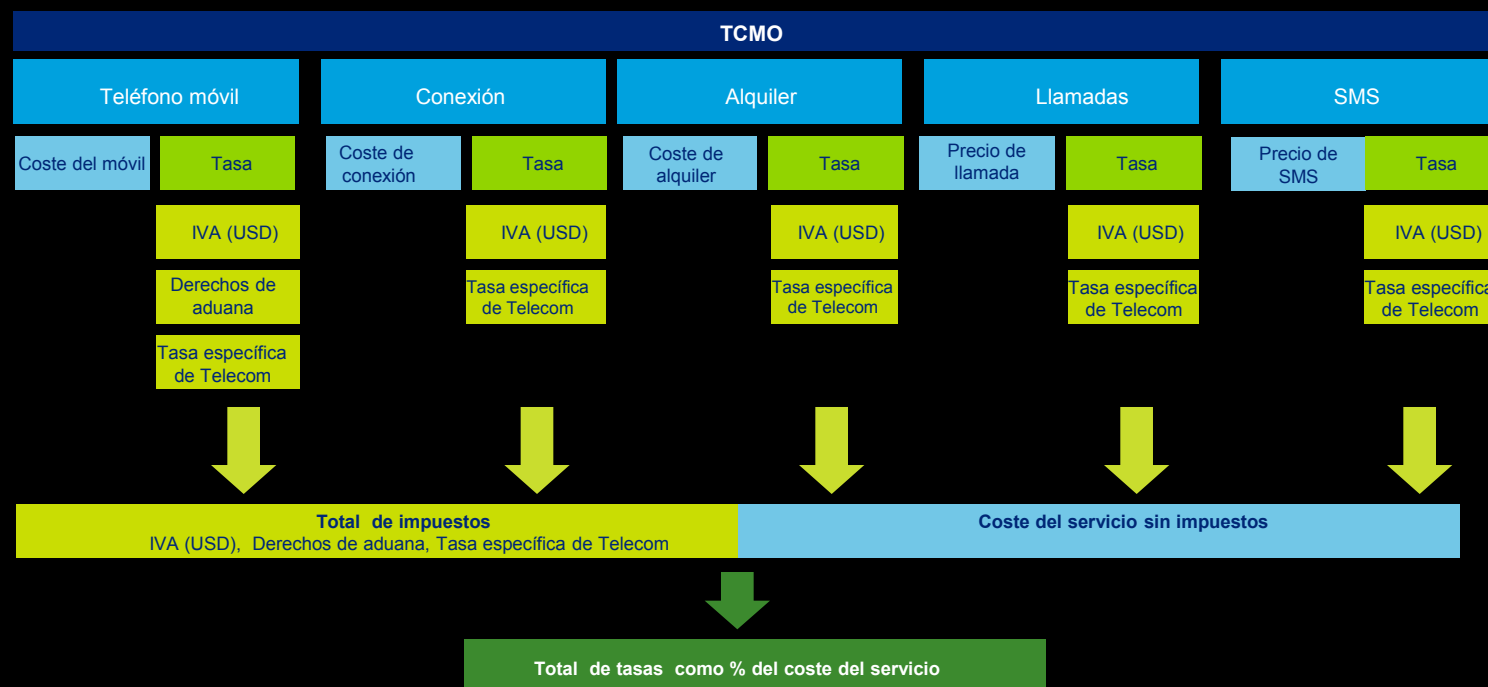 TCMO
Teléfono móvil
Conexión
Alquiler
Llamadas
SMS
Coste del móvil
Tasa
Coste de
conexión
Tasa
Coste de
alquiler
Tasa
Precio de
llamada
Tasa
Precio de
SMS
Tasa
IVA (USD)
IVA (USD)
IVA (USD)
IVA (USD)
IVA (USD)
Derechos de
aduana
Tasa específica
de Telecom
Tasa específica
de Telecom
Tasa específica
de Telecom
Tasa específica
de Telecom
Tasa específica
de Telecom
Total de impuestos
IVA (USD), Derechos de aduana, Tasa específica de Telecom
Coste del servicio sin impuestos
Total de tasas como % del coste del servicio